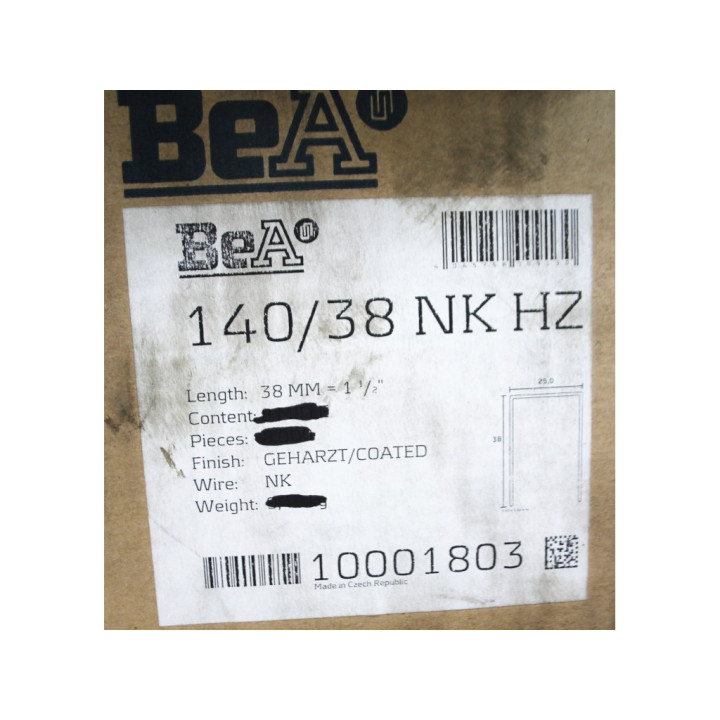 BeA
BeA
140/38 NK HZ
Length: 38 MM = 1 1/2"
Content:
Pieces:
Finish: GEHARZT/COATED
Wire: NK
Weight:
25,0
38
10001803
Made in Czech Republic